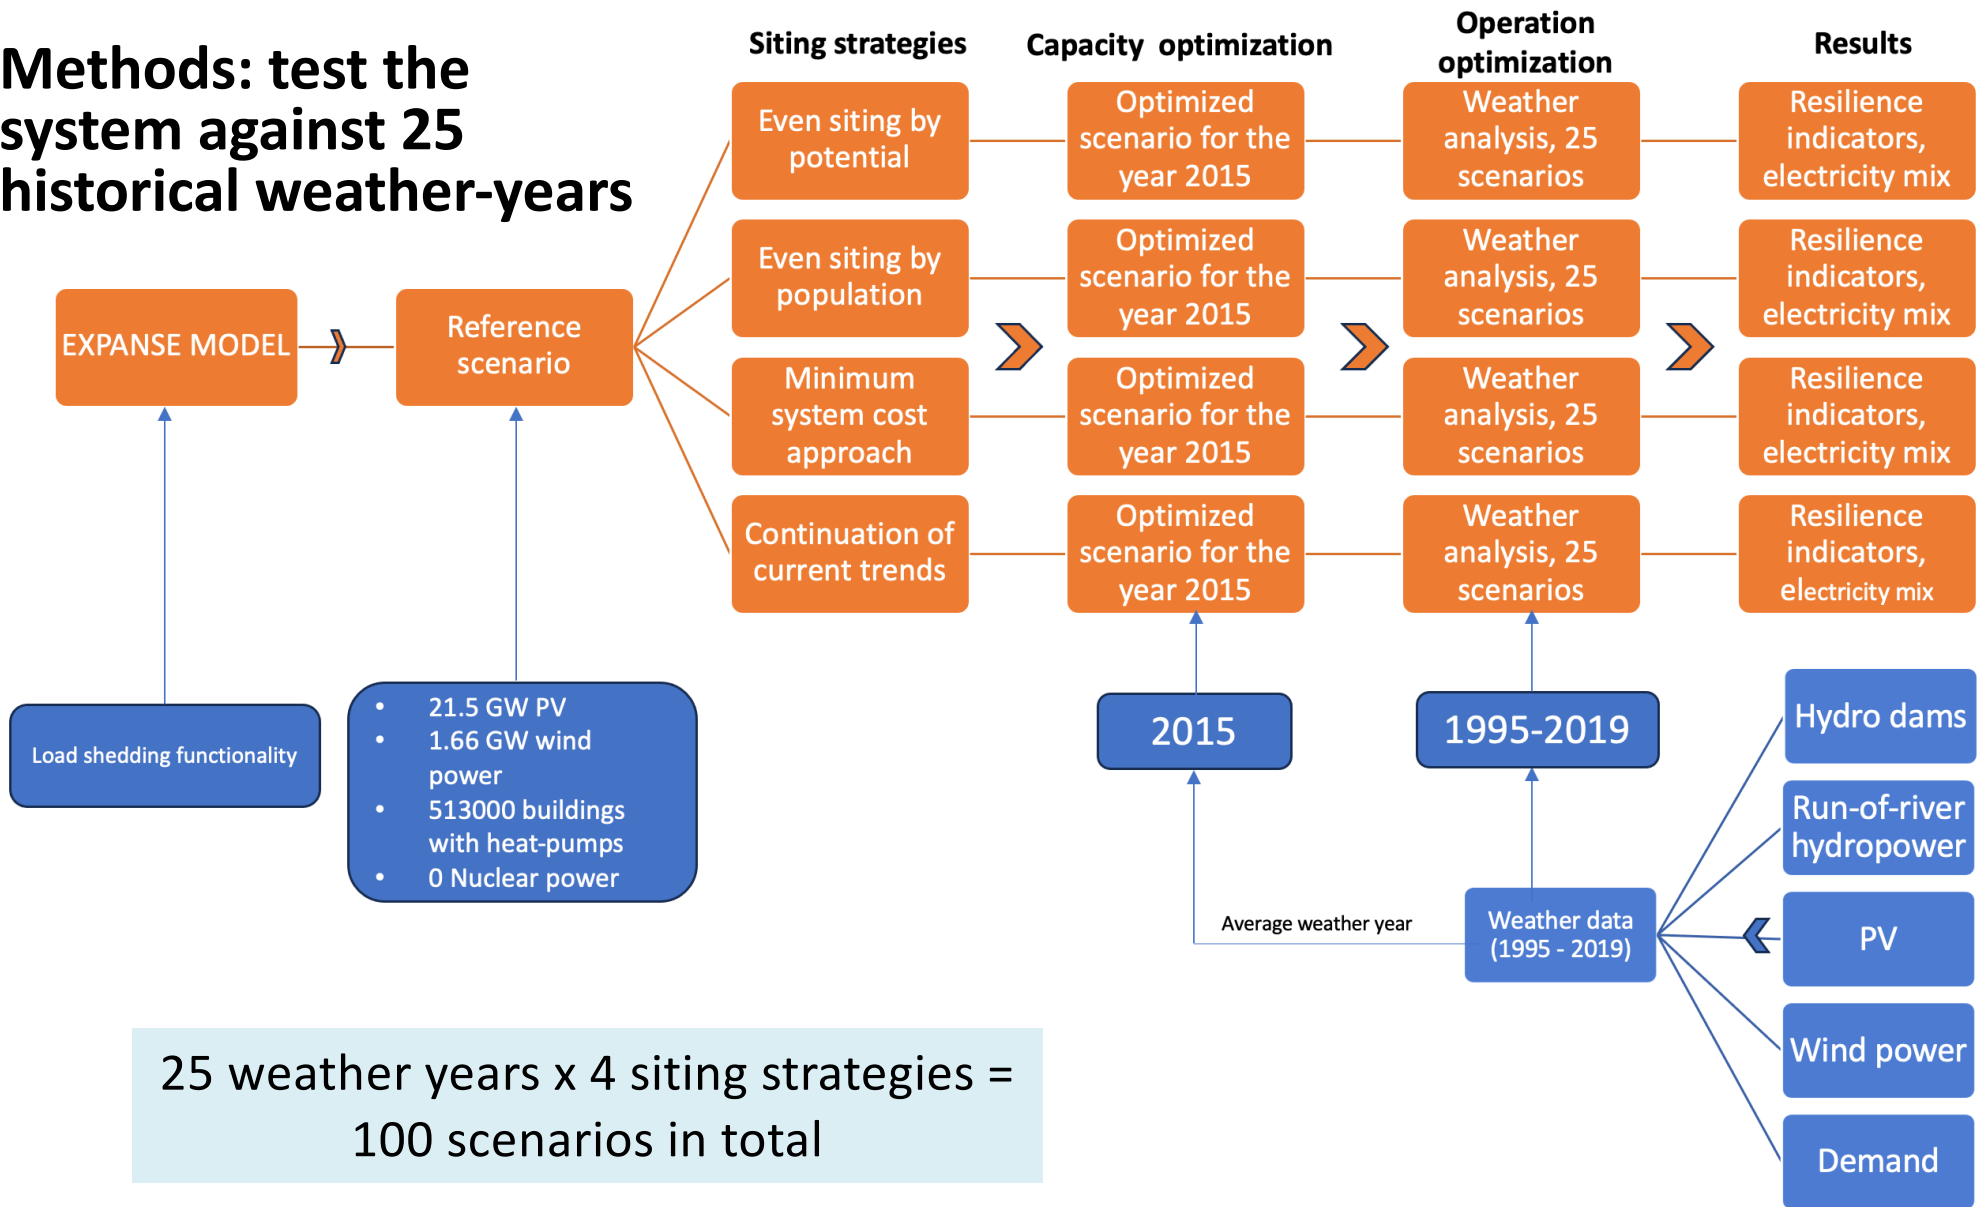 Methods: test the
system against 25
historical weather-years
Siting strategies
Capacity optimization
Operation
optimization
Results
Even siting by
potential
Optimized
scenario for the
year 2015
Weather
analysis, 25
scenarios
Resilience
indicators,
electricity mix
Even siting by
population
Optimized
scenario for the
year 2015
Weather
analysis, 25
scenarios
Resilience
indicators,
electricity mix
EXPANSE MODEL
Reference
scenario
Minimum
system cost
approach
Optimized
scenario for the
year 2015
Weather
analysis, 25
scenarios
Resilience
indicators,
electricity mix
Continuation of
current trends
Optimized
scenario for the
year 2015
Weather
analysis, 25
scenarios
Resilience
indicators,
electricity mix
Load shedding functionality
• 21.5 GW PV
• 1.66 GW wind
power
• 513000 buildings
with heat-pumps
• 0 Nuclear power
2015
1995-2019
Average weather year
Weather data
(1995 - 2019)
Hydro dams
Run-of-river
hydropower
PV
Wind power
Demand
25 weather years x 4 siting strategies =
100 scenarios in total